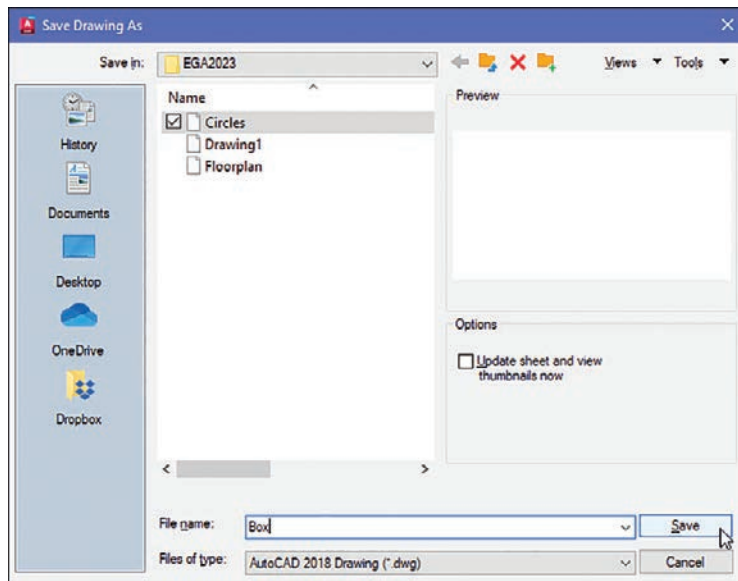 Save Drawing As
Save in: EGA2023 Views Tools
Name
Circles
Drawing1
Floorplan
History
Documents
Desktop
OneDrive
Dropbox
Preview
Options
Update sheet and view
thumbnails now
File name: Box Save
Files of type: AutoCAD 2018 Drawing (*.dwg) Cancel